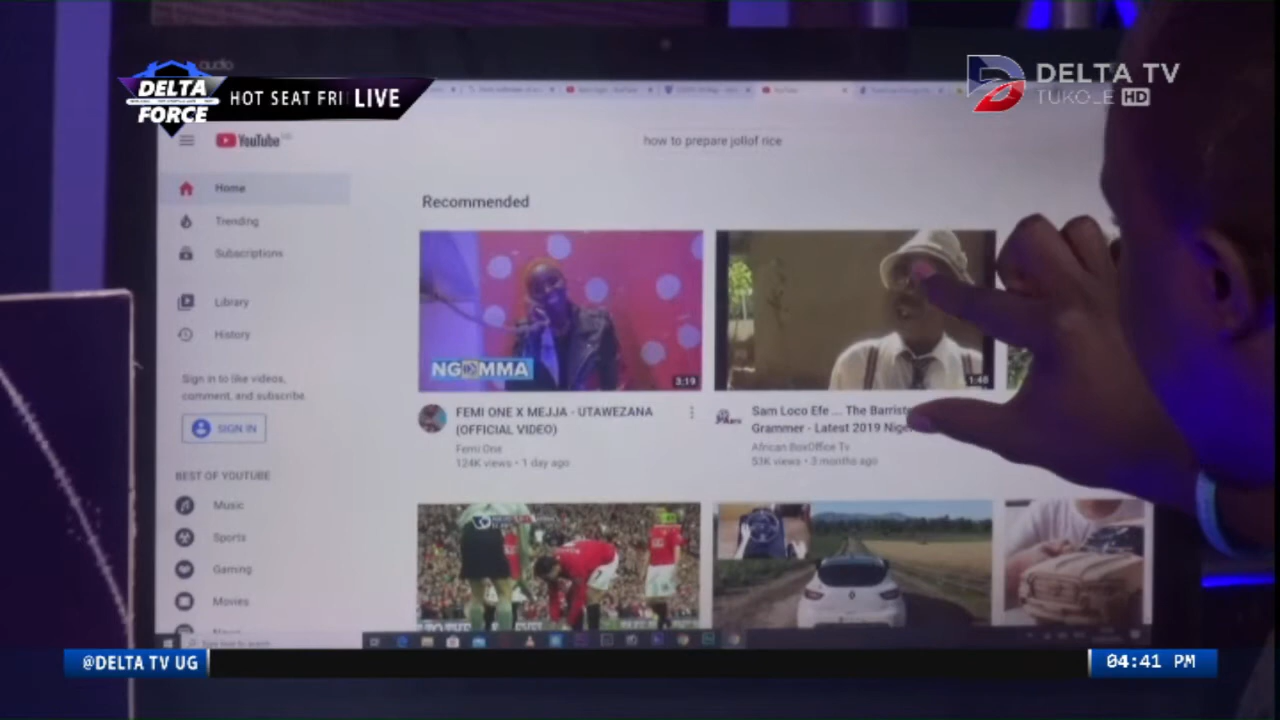 audio
DELTA
FORCE
HOT SEAT FRI
LIVE
DELTA TV
TUKOLE HD
YouTube
how to prepare jollof rice
Home
Trending
Subscriptions
Library
History
Sign in to like videos,
comment, and subscribe.
SIGN IN
BEST OF YOUTUBE
Music
Sports
Gaming
Movies
Recommended
NGOMMA
3:19
FEMI ONE X MEJJA - UTAWEZANA
(OFFICIAL VIDEO)
Femi One
124K views • 1 day ago
1:48
Sam Loco Efe ... The Barriste
Grammer - Latest 2019 Niger
African BoxOffice Tv
53K views • 3 months ago
@DELTA TV UG
04:41 PM